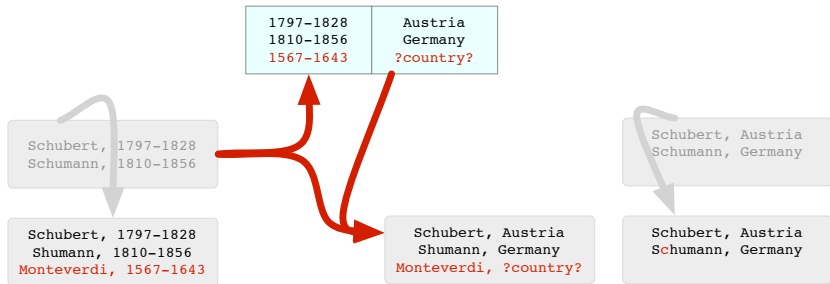 1797-1828 Austria
1810-1856 Germany
1567-1643 ?country?
Schubert, 1797-1828
Schumann, 1810-1856
Schubert, Austria
Schumann, Germany
Schubert, 1797-1828
Shumann, 1810-1856
Monteverdi, 1567-1643
Schubert, Austria
Shumann, Germany
Monteverdi, ?country?
Schubert, Austria
Schumann, Germany